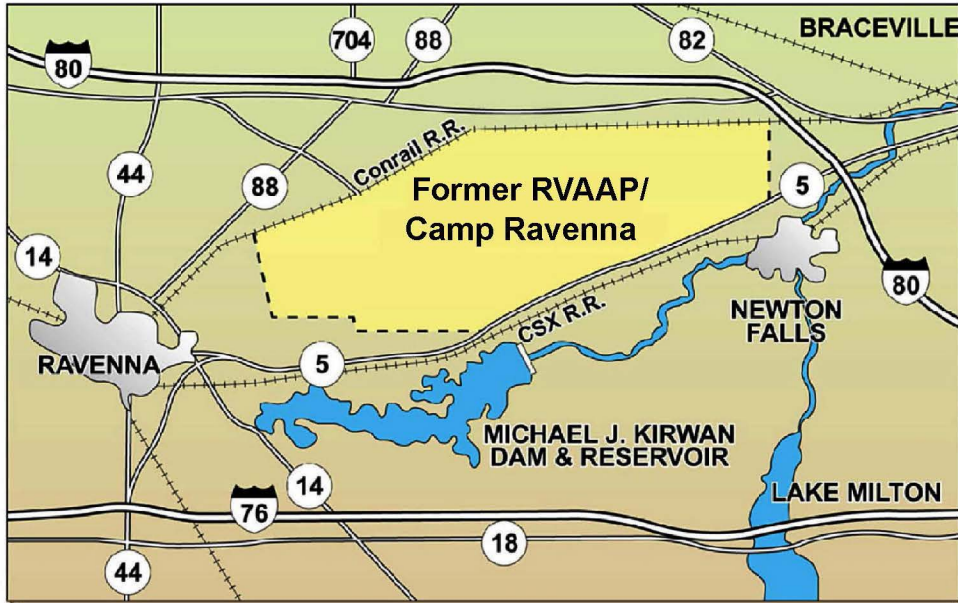 BRACEVILLE
704
88
82
80
Conrail R.R.
44
88
Former RVAAP/
Camp Ravenna
5
14
80
NEWTON
FALLS
CSX R.R.
RAVENNA
5
MICHAEL J. KIRWAN
DAM & RESERVOIR
14
76
LAKE MILTON
18
44